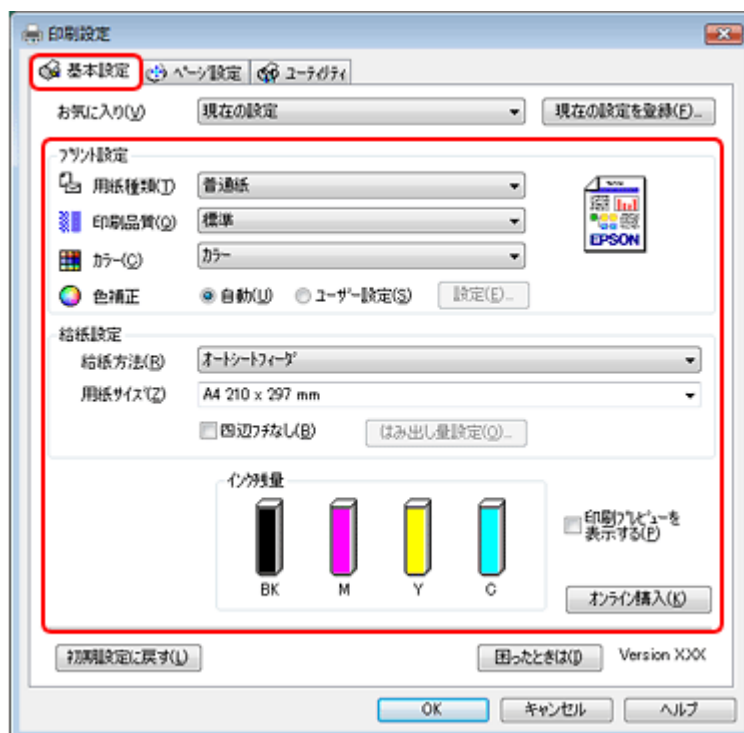 印刷設定
基本設定 ページ設定 ユーティリティ
お気に入り(V) 現在の設定 現在の設定を登録(F)...
プリント設定
用紙種類(T) 普通紙
印刷品質(Q) 標準
カラー(C) カラー
EPSON
色補正 自動(U) ユーザー設定(S) 設定(E)...
給紙設定
給紙方法(R) オートシートフィーダ
用紙サイズ(Z) A4 210 x 297 mm
四辺フチなし(B) はみ出し量設定(O)...
インク残量
BK M Y C
印刷プレビューを
表示する(P)
オンライン購入(K)
初期設定に戻す(L) 困ったときは(I) Version XXX
OK キャンセル ヘルプ